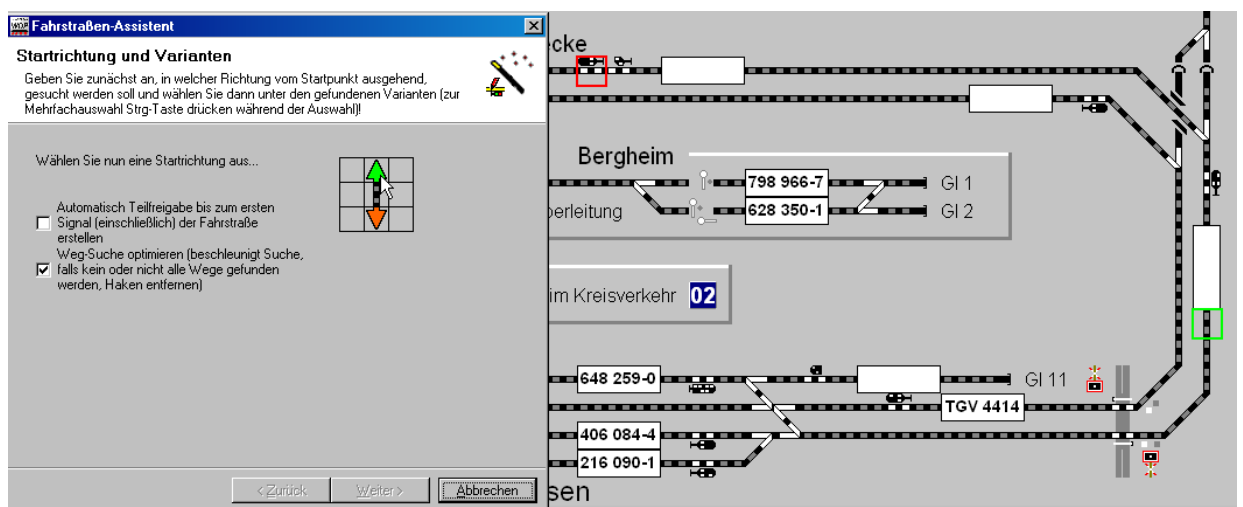 Fahrstraßen-Assistent
Startrichtung und Varianten
Geben Sie zunächst an, in welcher Richtung vom Startpunkt ausgehend,
gesucht werden soll und wählen Sie dann unter den gefundenen Varianten (zur
Mehrfachauswahl Strg-Taste drücken während der Auswahl)!
Wählen Sie nun eine Startrichtung aus...
Automatisch Teilfreigabe bis zum ersten
Signal (einschließlich) der Fahrstraße
erstellen
Weg-Suche optimieren (beschleunigt Suche,
falls kein oder nicht alle Wege gefunden
werden, Haken entfernen)
< Zurück
Weiter >
Abbrechen
ecke
Bergheim
798 966-7
Gl 1
perleitung
628 350-1
Gl 2
im Kreisverkehr 02
648 259-0
Gl 11
TGV 4414
406 084-4
216 090-1
sen